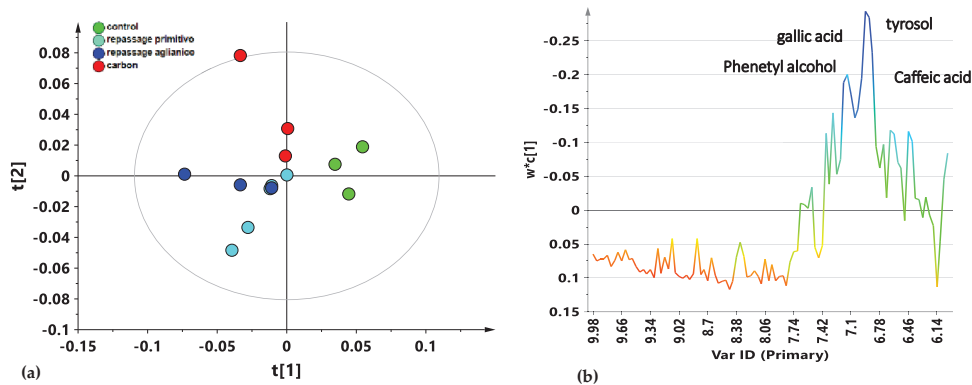 t[2]
0.08
0.06
0.04
0.02
0
-0.02
-0.04
-0.06
-0.08
-0.1
control
repassage primitivo
repassage aglianico
carbon
-0.15
-0.1
-0.05
0
0.05
0.1
t[1]
(a)
w*c[1]
-0.25
-0.2
-0.15
-0.1
-0.05
0
0.05
0.1
0.15
tyrosol
gallic acid
Phenetyl alcohol
Caffeic acid
9.98
9.66
9.34
9.02
8.7
8.38
8.06
7.74
7.42
7.1
6.78
6.46
6.14
Var ID (Primary)
(b)